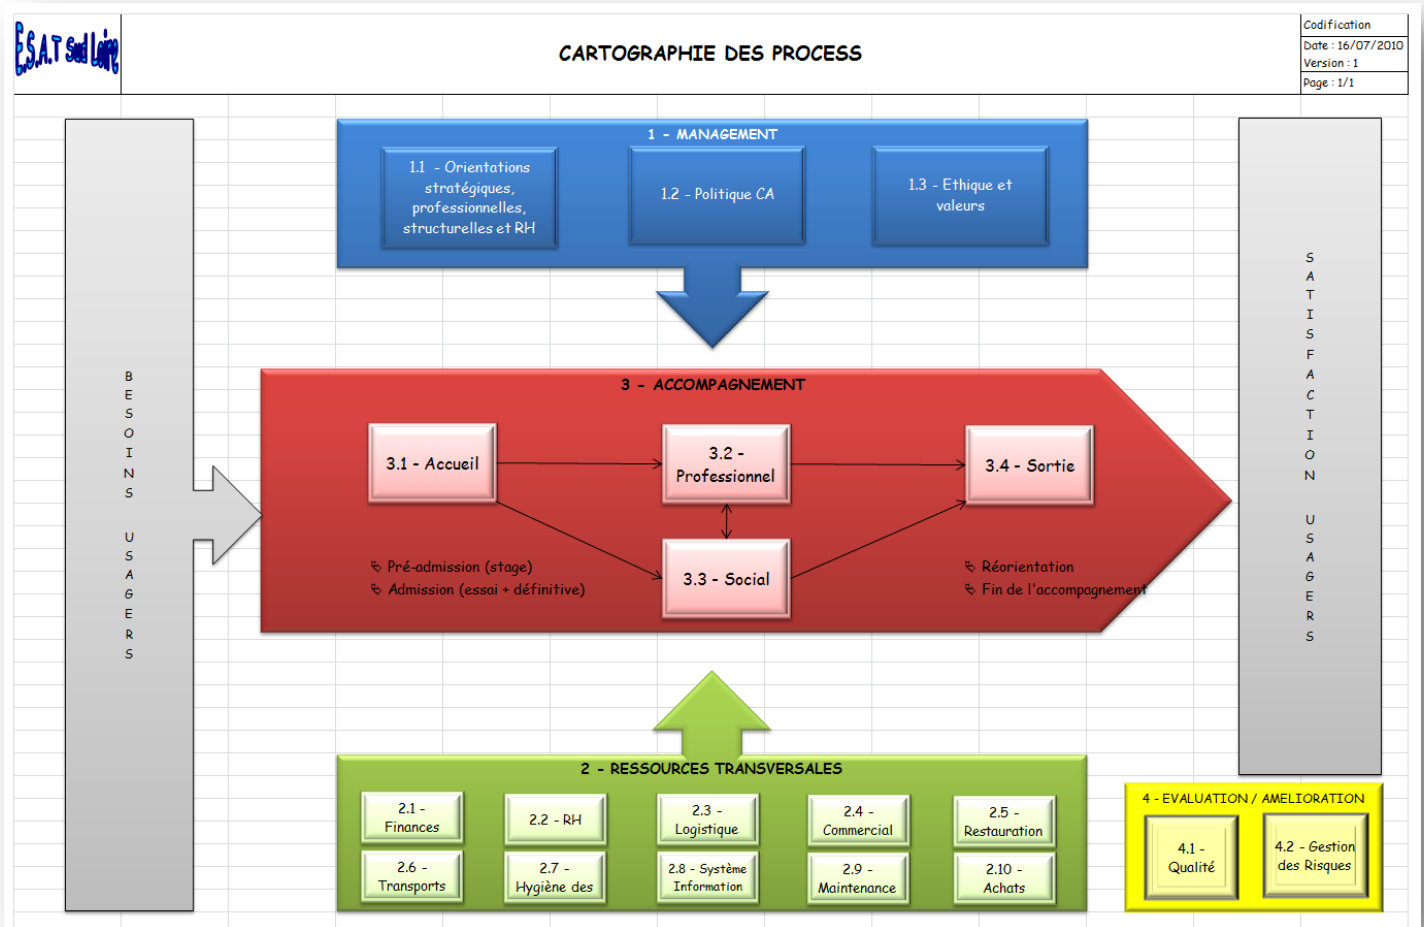 E.S.A.T Sud Loire
CARTOGRAPHIE DES PROCESS
Codification
Date : 16/07/2010
Version : 1
Page : 1/1
BESOINS USAGERS
1 - MANAGEMENT
1.1 - Orientations
stratégiques,
professionnelles,
structurelles et RH
1.2 - Politique CA
1.3 - Ethique et
valeurs
3 - ACCOMPAGNEMENT
3.1 - Accueil
3.2 -
Professionnel
3.4 - Sortie
3.3 - Social
Pré-admission (stage)
Admission (essai + définitive)
Réorientation
Fin de l'accompagnement
2 - RESSOURCES TRANSVERSALES
2.1 -
Finances
2.2 - RH
2.3 -
Logistique
2.4 -
Commercial
2.5 -
Restauration
2.6 -
Transports
2.7 -
Hygiène des
2.8 - Système
Information
2.9 -
Maintenance
2.10 -
Achats
SATISFACTION USAGERS
4 - EVALUATION / AMELIORATION
4.1 -
Qualité
4.2 - Gestion
des Risques